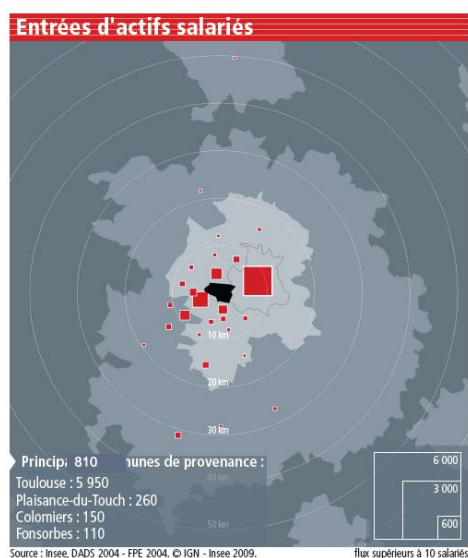 Entrées d'actifs salariés
10 km
20 km
30 km
40 km
50 km
Principa 810 nunes de provenance :
Toulouse : 5 950
Plaisance-du-Touch : 260
Colomiers : 150
Fonsorbes : 110
6 000
3 000
600
Source : Insee, DADS 2004 - FPE 2004. © IGN - Insee 2009.
flux supérieurs à 10 salariés